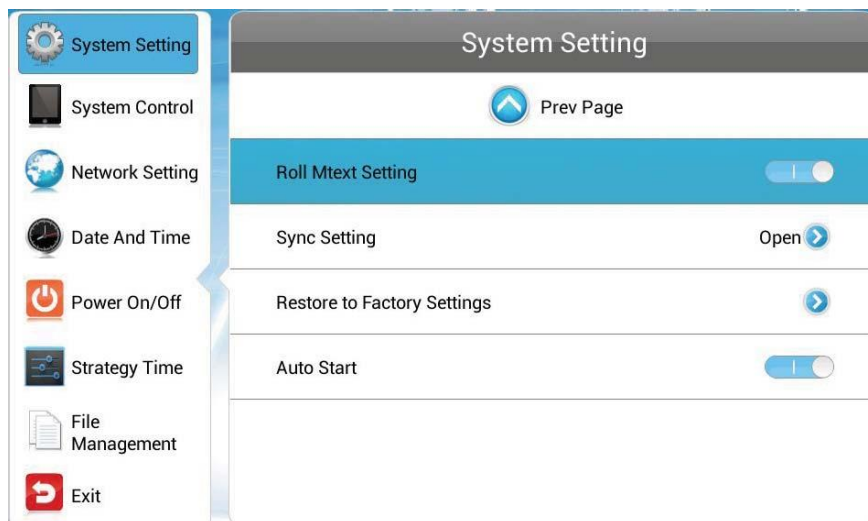 System Setting
System Control
Network Setting
Date And Time
Power On/Off
Strategy Time
File
Management
Exit
System Setting
Prev Page
Roll Mtext Setting
Sync Setting
Open
Restore to Factory Settings
Auto Start